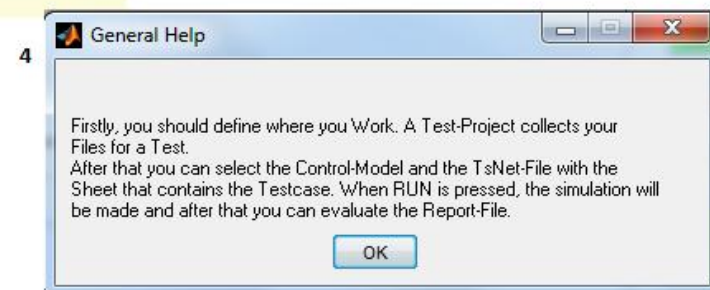 4
General Help
Firstly, you should define where you Work. A Test-Project collects your
Files for a Test.
After that you can select the Control-Model and the TsNet-File with the
Sheet that contains the Testcase. When RUN is pressed, the simulation will
be made and after that you can evaluate the Report-File.
OK